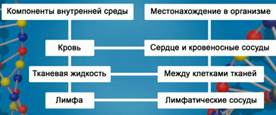 Компоненты внутренней среды Местонахождение в организме
Кровь Сердце и кровеносные сосуды
Тканевая жидкость Между клетками тканей
Лимфа Лимфатические сосуды